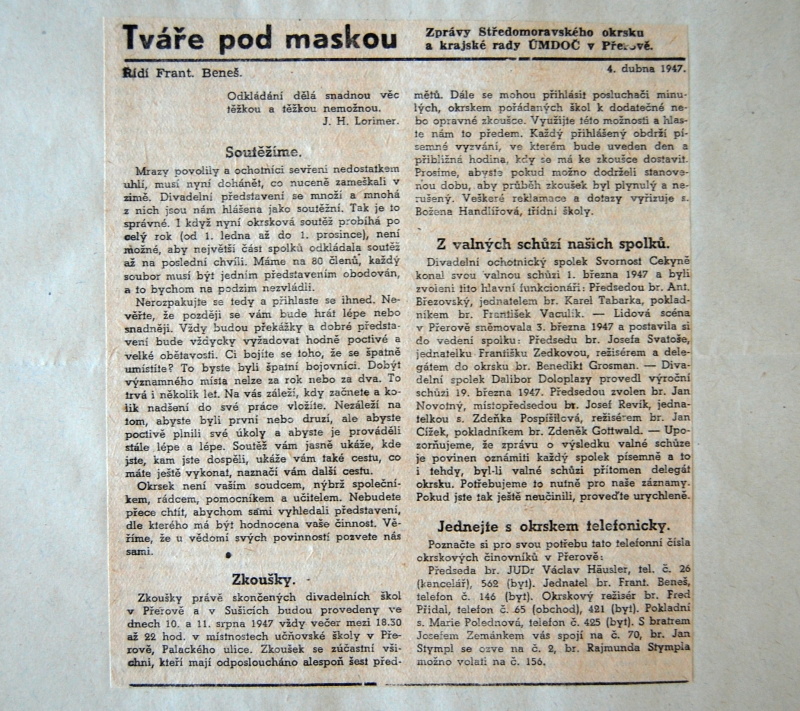 Tváře pod maskou
Zprávy Středomoravského okrsku
a krajské rady ÚMDOČ v Přerově.
Řídí Frant. Beneš.
4. dubna 1947.
Odkládání dělá snadnou věc
těžkou a těžkou nemožnou.
J. H. Lorimer.
Soutěžíme.
Mrazy povolily a ochotníci sevření nedostatkem
uhlí, musí nyní dohánět, co nuceně zameškali v
zimě. Divadelní představení se množí a mnohá
z nich jsou nám hlášena jako soutěžní. Tak je to
správné. I když nyní okrsková soutěž probíhá po
celý rok (od 1. ledna až do 1. prosince), není
možné, aby největší část spolků odkládala soutěž
až na poslední chvíli. Máme na 80 členů, každý
soubor musí být jedním představením obodován,
a to bychom na podzim nezvládli.
Nerozpakujte se tedy a přihlaste se ihned. Ne-
věřte, že později se vám bude hrát lépe nebo
snadněji. Vždy budou překážky a dobré předsta-
vení bude vždycky vyžadovat hodně poctivé a
velké obětavosti. Ci bojíte se toho, že se špatně
umístíte? To byste byli špatní bojovníci. Dobýt
významného místa nelze za rok nebo za dva. To
trvá i několik let. Na vás záleží, kdy začnete a ko-
lik nadšení do své práce vložíte. Nezáleží na
tom, abyste byli první nebo druzí, ale abyste
poctivě plnili své úkoly a abyste je prováděli
stále lépe a lépe. Soutěž vám jasně ukáže, kde
jste, kam jste dospěli, ukáže vám také cestu, co
máte ještě vykonat, naznačí vám další cestu.
Okrsek není vaším soudcem, nýbrž společní-
kem, rádcem, pomocníkem a učitelem. Nebudete
přece chtít, abychom sami vyhledali představení,
dle kterého má být hodnocena vaše činnost. Vě-
říme, že u vědomí svých povinností pozvete nás
sami.
Zkoušky.
Zkoušky právě skončených divadelních škol
v Přerově a v Sušicích budou provedeny ve
dnech 10. a 11. srpna 1947 vždy večer mezi 18.30
až 22 hod. v místnostech učňovské školy v Pře-
rově, Palackého ulice. Zkoušek se zúčastní vši-
chni, kteří mají odposloucháno alespoň šest před-
mětů. Dále se mohou přihlásit posluchači minu-
lých, okrskem pořádaných škol k dodatečné ne-
bo opravné zkoušce. Využijte této možnosti a hlas-
te nám to předem. Každý přihlášený obdrží pí-
semné vyzvání, ve kterém bude uveden den a
přibližná hodina, kdy se má ke zkoušce dostavit.
Prosíme, abyste pokud možno dodrželi stanove-
nou dobu, aby průběh zkoušek byl plynulý a ne-
rušený. Veškeré reklamace a dotazy vyřizuje s.
Božena Handlířová, třídní školy.
Z valných schůzí našich spolků.
Divadelní ochotnický spolek Svornost Cekyně
konal svou valnou schůzi 1. března 1947 a byli
zvoleni tito hlavní funkcionáři: Předsedou br. Ant.
Březovský, jednatelem br. Karel Tabarka, poklad-
níkem br. František Vaculík. — Lidová scéna
v Přerově sněmovala 3. března 1947 a postavila si
do vedení spolku: Předsedu br. Josefa Svatoše,
jednatelku Františku Zedkovou, režisérem a dele-
gátem do okrsku br. Benedikt Grosman. — Diva-
delní spolek Dalibor Doloplazy provedl výroční
schůzi 19. března 1947. Předsedou zvolen br. Jan
Novotný, místopředsedou br. Josef Revík, jedna-
telkou s. Zdeňka Pospíšilová, režisérem br. Jan
Cížek, pokladníkem br. Zdeněk Gottwald. — Upo-
zorňujeme, že zprávu o výsledku valné schůze
je povinen oznámiti každý spolek písemně a to
i tehdy, byl-li valné schůzi přítomen delegát
okrsku. Potřebujeme to nutně pro naše záznamy.
Pokud jste tak ještě neučinili, proveďte urychleně.
Jednejte s okrskem telefonicky.
Poznačte si pro svou potřebu tato telefonní čísla
okrskových činovníků v Přerově:
Předseda br. JUDr Václav Häusler, tel. č. 26
(kancelář), 562 (byt). Jednatel br. Frant. Beneš,
telefon č. 146 (byt). Okrskový režisér br. Fred
Přidal, telefon č. 65 (obchod), 421 (byt). Pokladní
s. Marie Polednová, telefon č. 425 (byt). S bratrem
Josefem Zemánkem vás spojí na č. 70, br. Jan
Stympl se ozve na č. 2, br. Rajmunda Stympla
možno volati na č. 156.